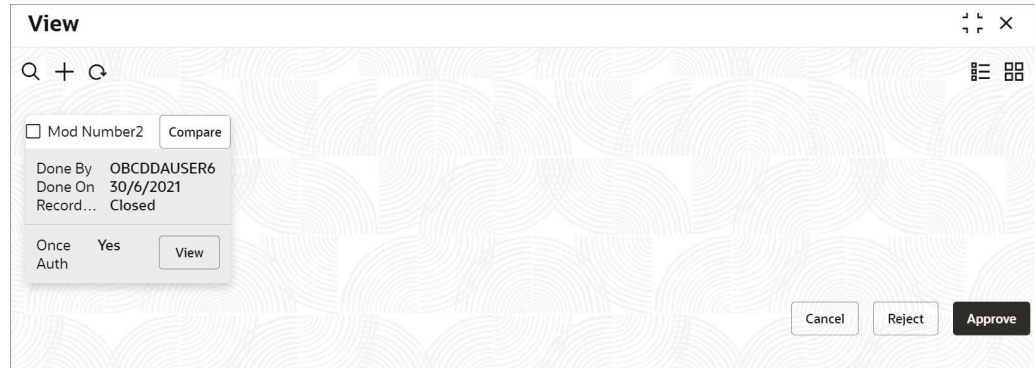 View
Mod Number2 Compare
Done By OBCDDAUSER6
Done On 30/6/2021
Record... Closed
Once Auth Yes View
Cancel Reject Approve